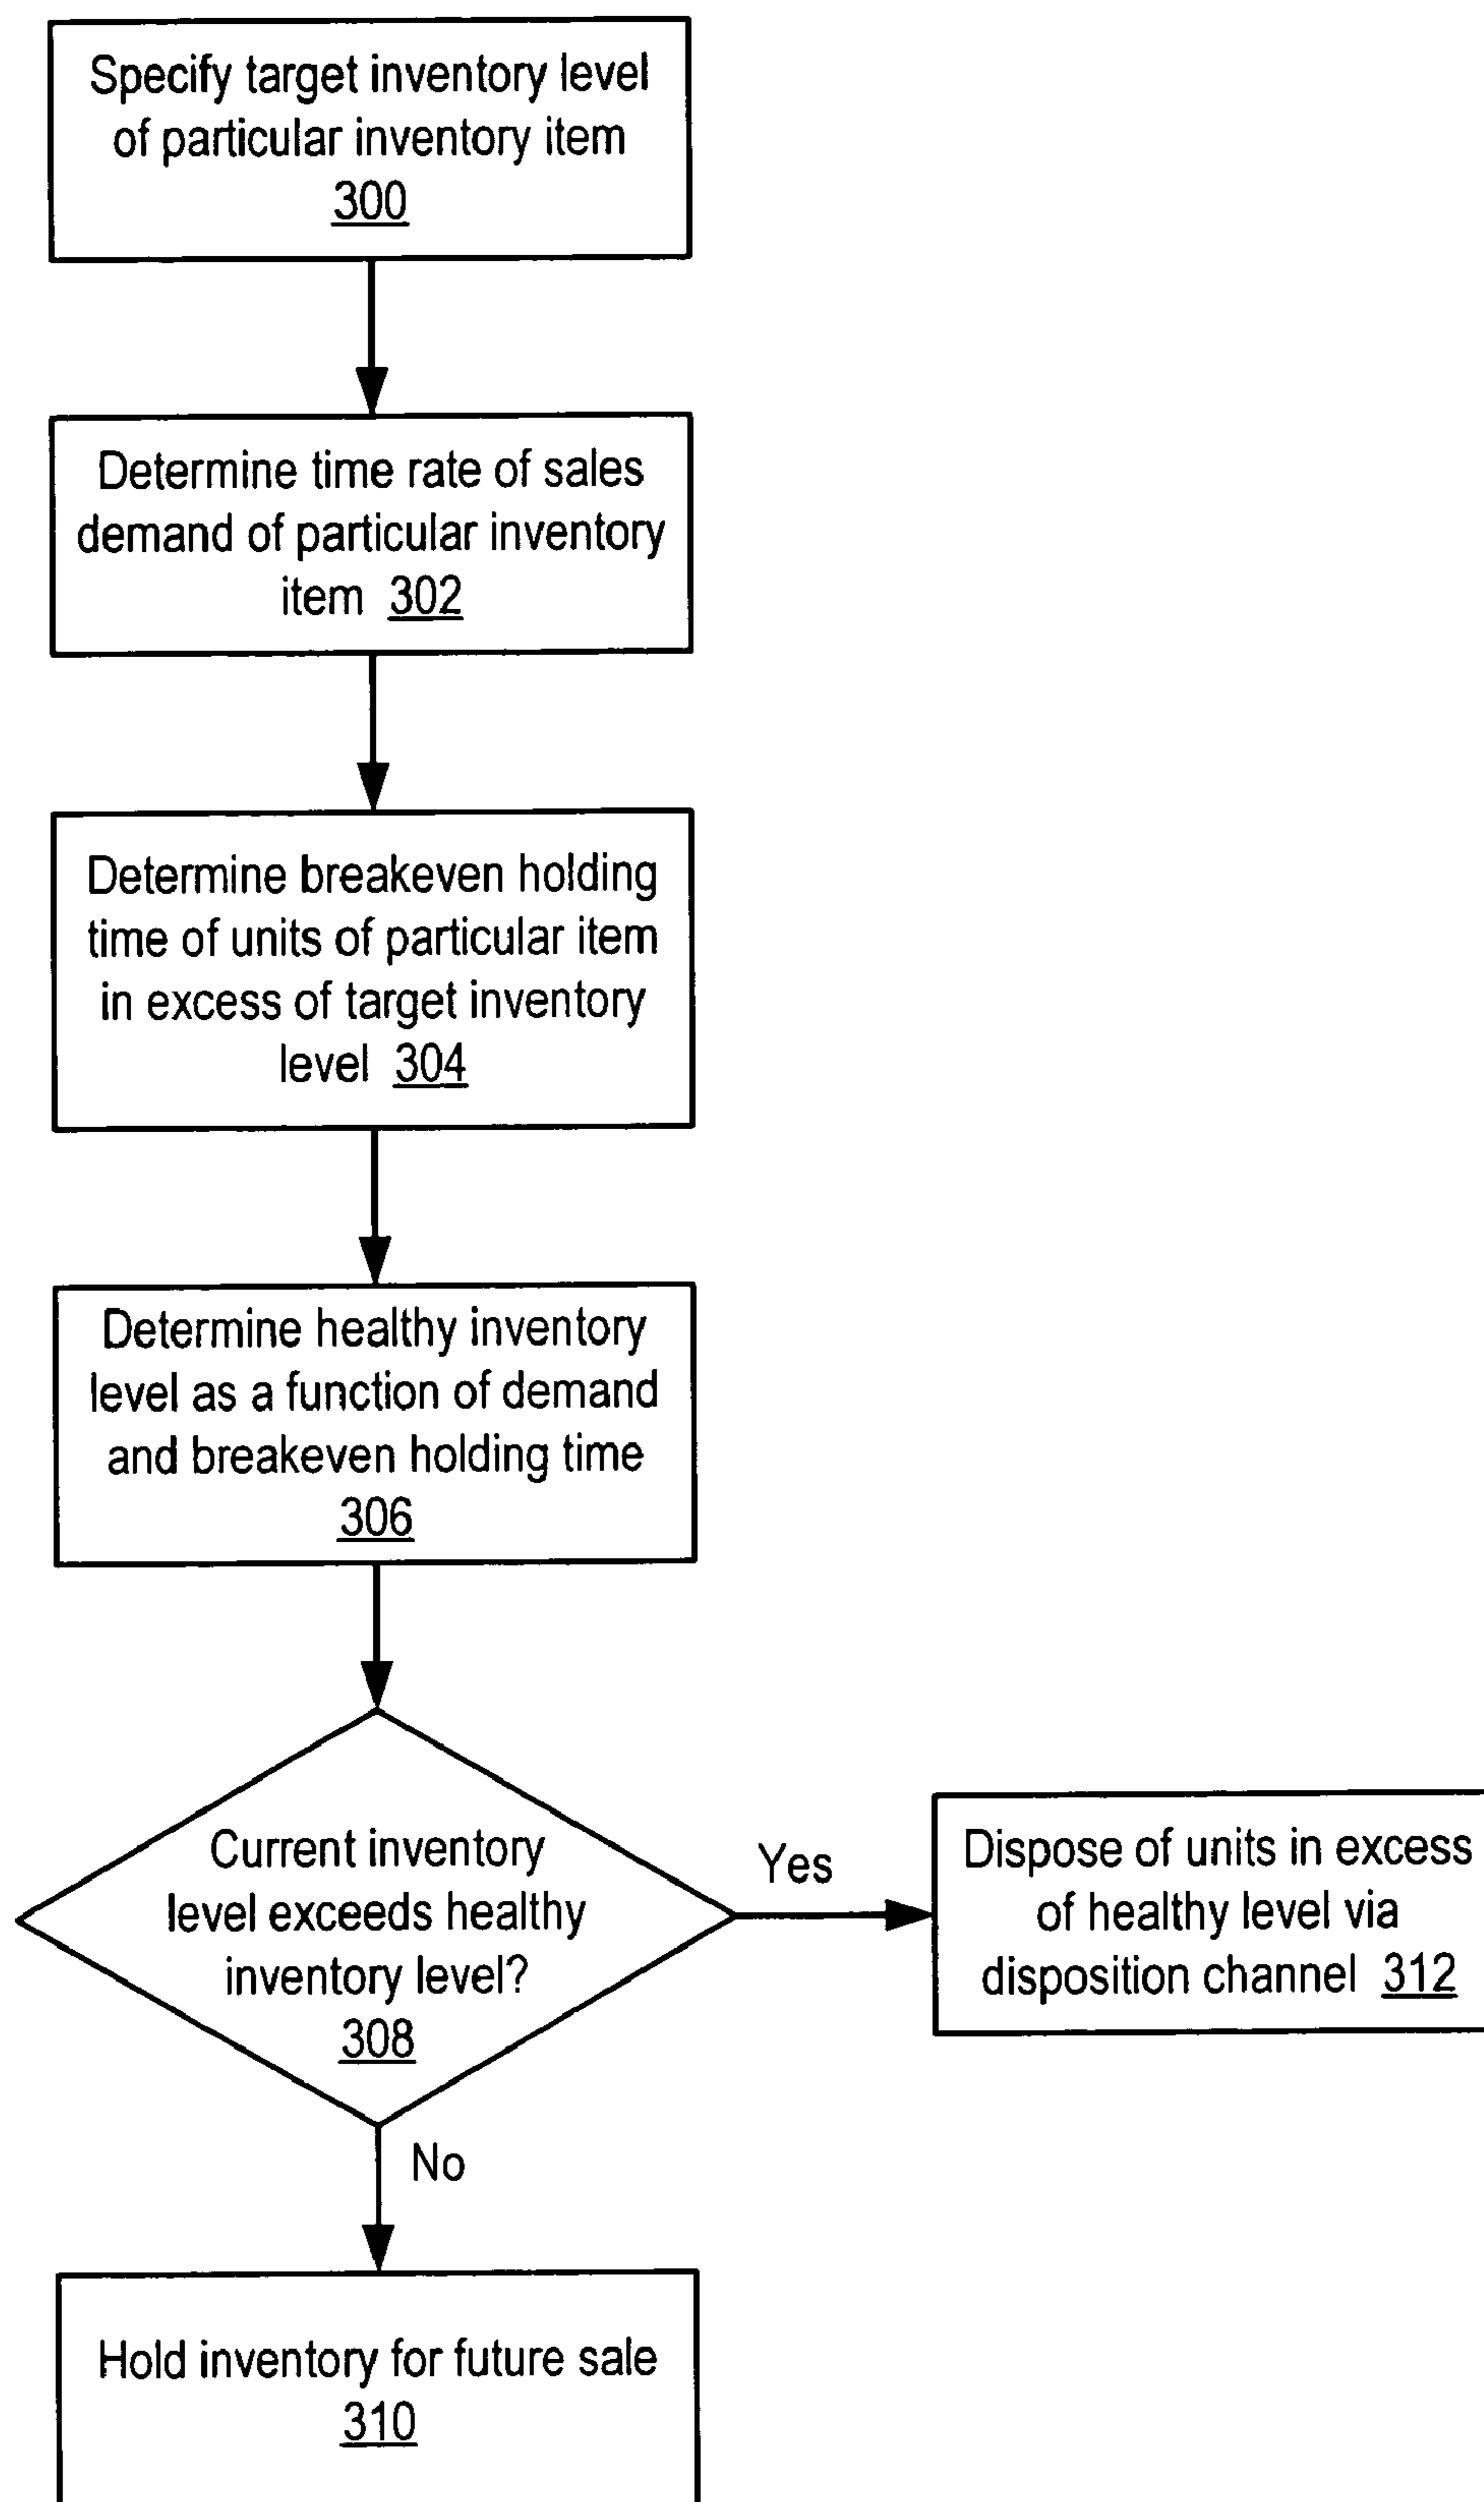 Specify target inventory level
of particular inventory item
300
Determine time rate of sales
demand of particular inventory
item 302
Determine breakeven holding
time of units of particular item
in excess of target inventory
level 304
Determine healthy inventory
level as a function of demand
and breakeven holding time
306
Current inventory
level exceeds healthy
inventory level?
308
Yes
Dispose of units in excess
of healthy level via
disposition channel 312
No
Hold inventory for future sale
310